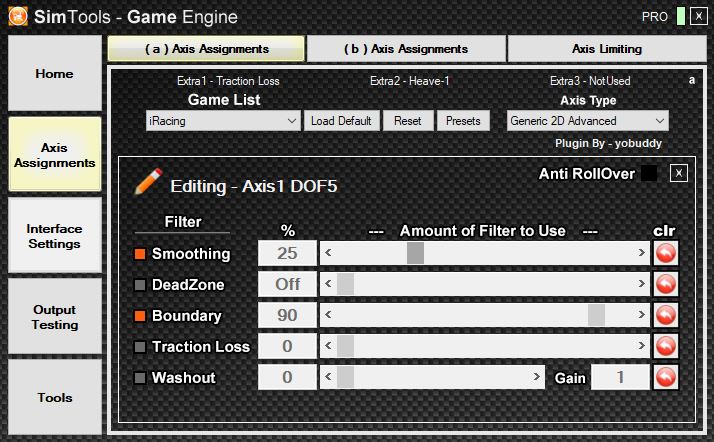 SimTools - Game Engine
PRO
X
Home
Axis Assignments
Interface Settings
Output Testing
Tools
( a ) Axis Assignments
( b ) Axis Assignments
Axis Limiting
Extra1 - Traction Loss
Extra2 - Heave-1
Extra3 - NotUsed
a
Game List
Axis Type
iRacing
Load Default
Reset
Presets
Generic 2D Advanced
Plugin By - yobuddy
Editing - Axis1 DOF5
Anti RollOver
X
Filter
%
--- Amount of Filter to Use ---
clr
Smoothing 25
DeadZone Off
Boundary 90
Traction Loss 0
Washout 0 Gain 1